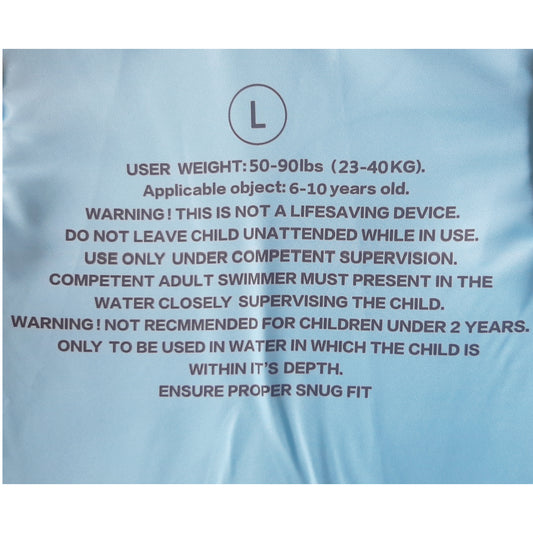 L
USER WEIGHT:50-90lbs (23-40KG).
Applicable object: 6-10 years old.
WARNING! THIS IS NOT A LIFESAVING DEVICE.
DO NOT LEAVE CHILD UNATTENDED WHILE IN USE.
USE ONLY UNDER COMPETENT SUPERVISION.
COMPETENT ADULT SWIMMER MUST PRESENT IN THE
WATER CLOSELY SUPERVISING THE CHILD.
WARNING! NOT RECMMENDED FOR CHILDREN UNDER 2 YEARS.
ONLY TO BE USED IN WATER IN WHICH THE CHILD IS
WITHIN IT'S DEPTH.
ENSURE PROPER SNUG FIT